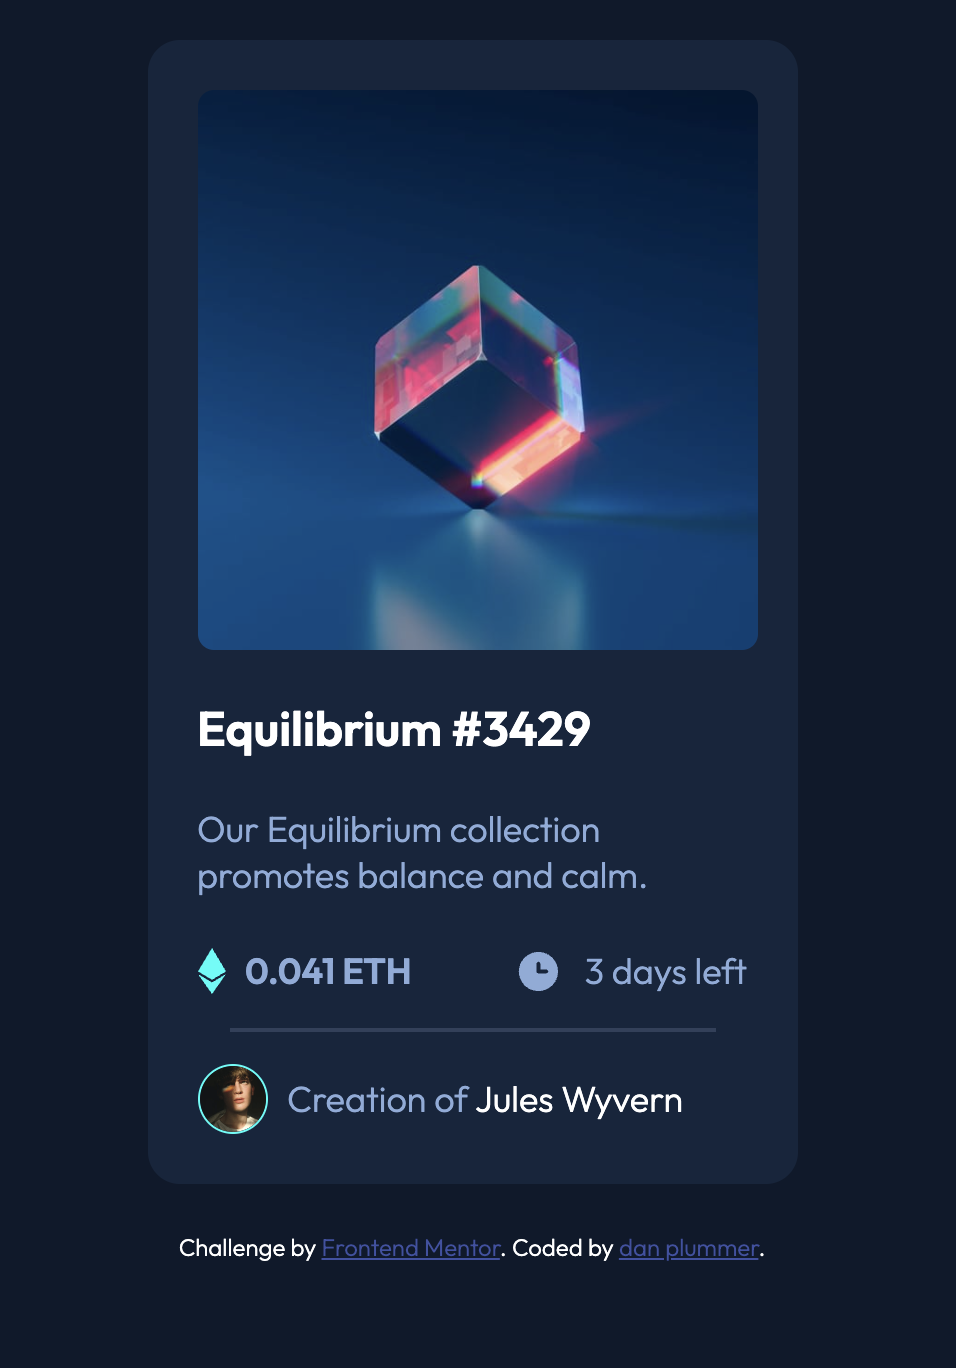 Equilibrium #3429
Our Equilibrium collection
promotes balance and calm.
0.041 ETH
3 days left
Creation of Jules Wyvern
Challenge by Frontend Mentor. Coded by dan plummer.